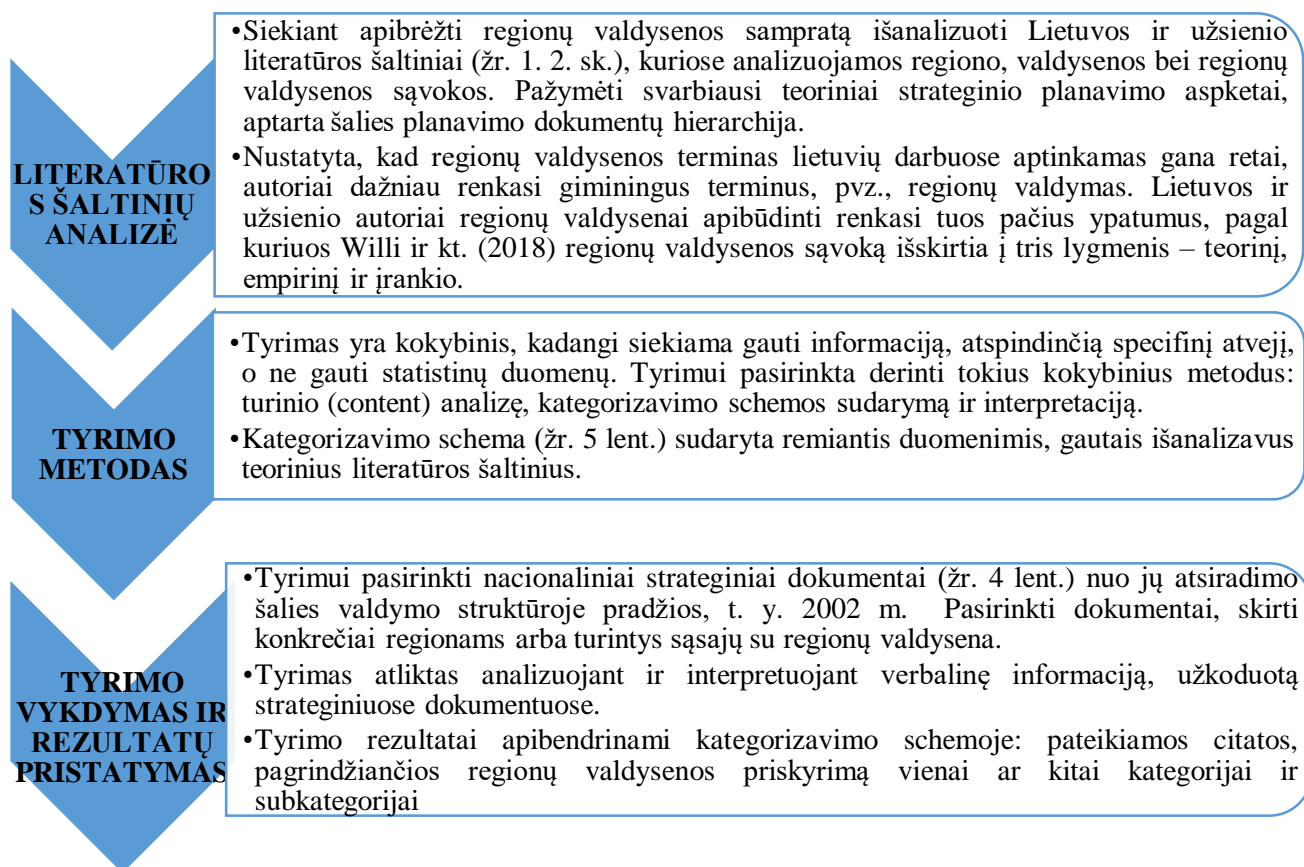 •Siekiant apibrėžti regionų valdysenos sampratą išanalizuoti Lietuvos ir užsienio
literatūros šaltiniai (žr. 1. 2. sk.), kuriose analizuojamos regiono, valdysenos bei regionų
valdysenos sąvokos. Pažymėti svarbiausi teoriniai strateginio planavimo aspketai,
aptarta šalies planavimo dokumentų hierarchija.
•Nustatyta, kad regionų valdysenos terminas lietuvių darbuose aptinkamas gana retai,
autoriai dažniau renkasi giminingus terminus, pvz., regionų valdymas. Lietuvos ir
užsienio autoriai regionų valdysenai apibūdinti renkasi tuos pačius ypatumus, pagal
kuriuos Willi ir kt. (2018) regionų valdysenos sąvoką išskirtia į tris lygmenis – teorinį,
empirinį ir įrankio.
LITERATŪRO
S ŠALTINIŲ
ANALIZĖ
•Tyrimas yra kokybinis, kadangi siekiama gauti informaciją, atspindinčią specifinį atvejį,
o ne gauti statistinų duomenų. Tyrimui pasirinkta derinti tokius kokybinius metodus:
turinio (content) analizę, kategorizavimo schemos sudarymą ir interpretaciją.
•Kategorizavimo schema (žr. 5 lent.) sudaryta remiantis duomenimis, gautais išanalizavus
teorinius literatūros šaltinius.
TYRIMO
METODAS
•Tyrimui pasirinkti nacionaliniai strateginiai dokumentai (žr. 4 lent.) nuo jų atsiradimo
šalies valdymo struktūroje pradžios, t. y. 2002 m. Pasirinkti dokumentai, skirti
konkrečiai regionams arba turintys sąsajų su regionų valdysena.
•Tyrimas atliktas analizuojant ir interpretuojant verbalinę informaciją, užkoduotą
strateginiuose dokumentuose.
•Tyrimo rezultatai apibendrinami kategorizavimo schemoje: pateikiamos citatos,
pagrindžiančios regionų valdysenos priskyrimą vienai ar kitai kategorijai ir
subkategorijai
TYRIMO
VYKDYMAS IR
REZULTATŲ
PRISTATYMAS